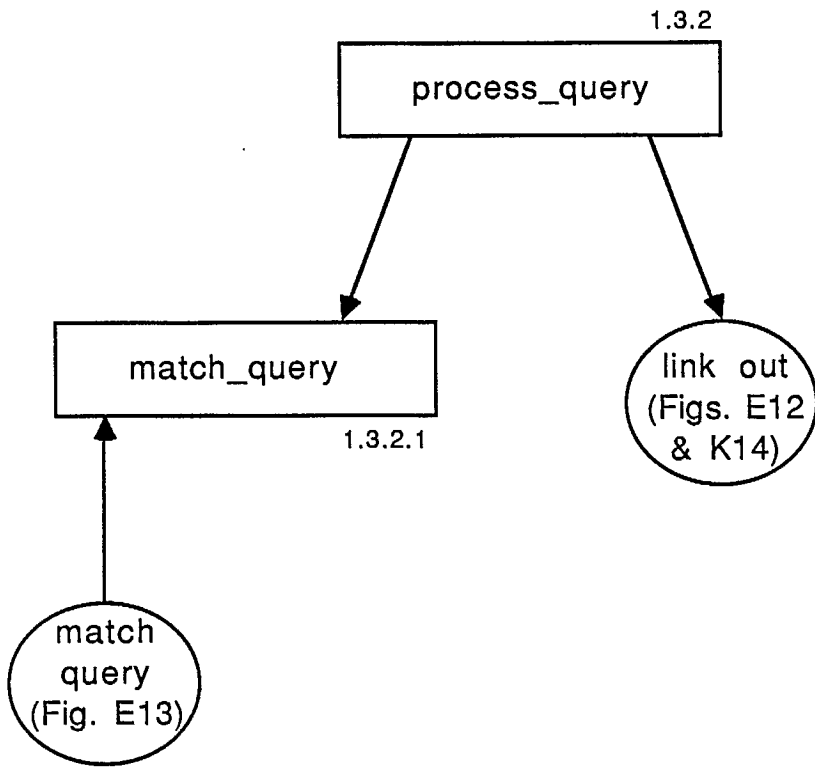 1.3.2
process_query
match_query
1.3.2.1
link out
(Figs. E12
& K14)
match
query
(Fig. E13)